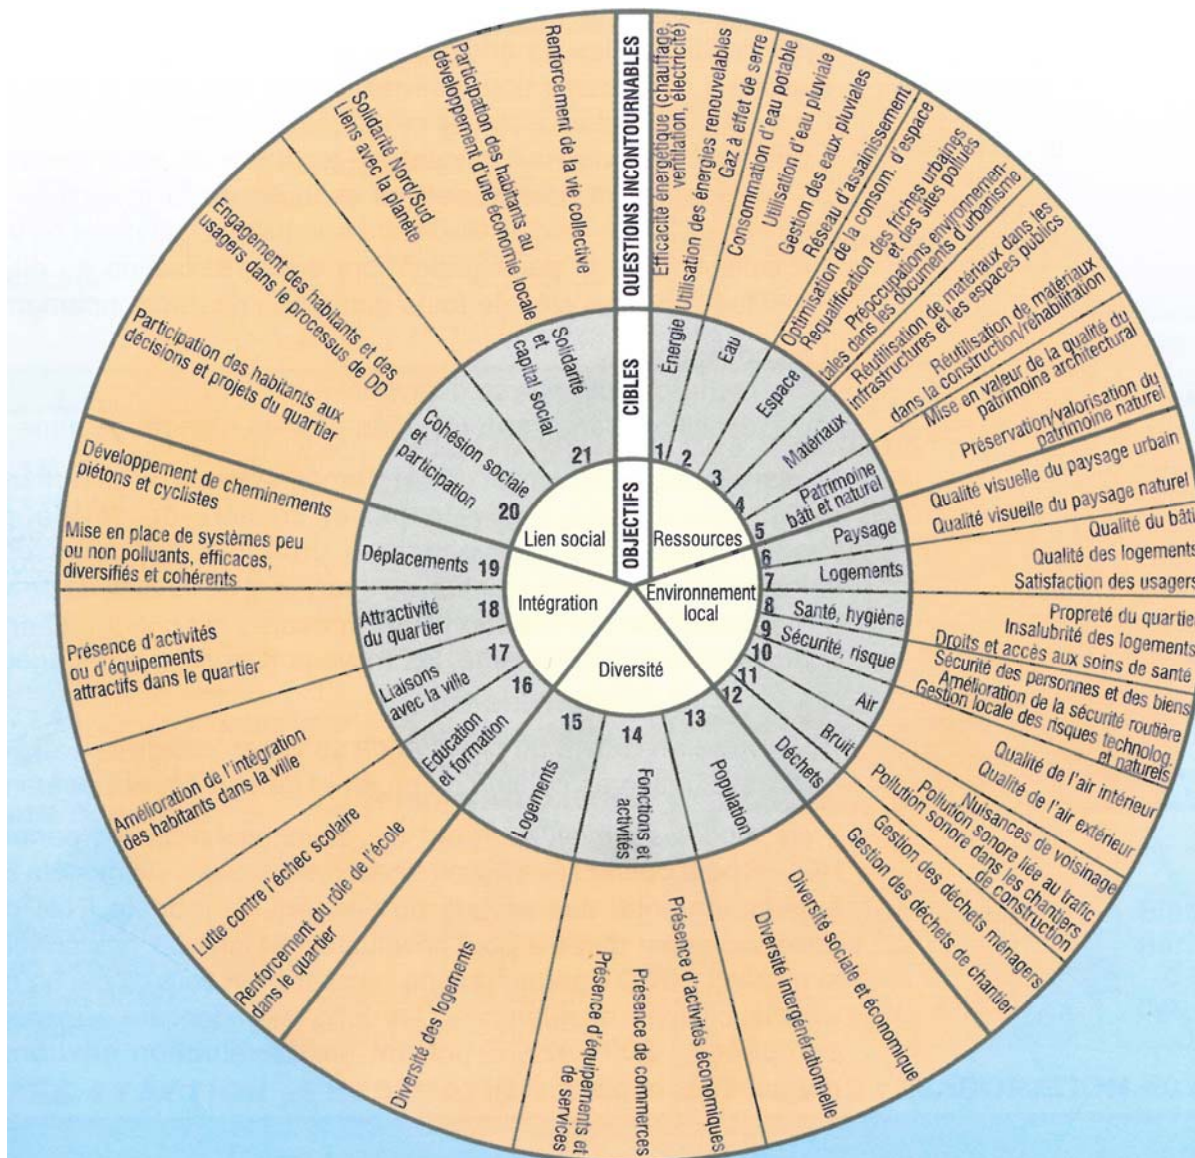 QUESTIONS INCONTOURNABLES
CIBLES
OBJECTIFS
Ressources
Environnement
local
Diversité
Intégration
Lien social
1/
Énergie
Efficacité énergétique (chauffage,
ventilation, électricité)
Utilisation des énergies renouvelables
Gaz à effet de serre
2
Eau
Consommation d'eau potable
Utilisation d'eau pluviale
Gestion des eaux pluviales
Réseau d'assainissement
3
Espace
Optimisation de la consom. d'espace
Requalification des friches urbaines
et des sites pollués
Préoccupations environnemen-
tales dans les documents d'urbanisme
4
Matériaux
Réutilisation de matériaux dans les
infrastructures et les espaces publics
Réutilisation de matériaux
dans la construction/réhabilitation
5
Patrimoine
bâti et naturel
Mise en valeur de la qualité du
patrimoine architectural
Préservation/valorisation du
patrimoine naturel
6
Paysage
Qualité visuelle du paysage urbain
Qualité visuelle du paysage naturel
7
Logements
Qualité du bâti
Qualité des logements
Satisfaction des usagers
8
Santé, hygiène
Propreté du quartier
Insalubrité des logements
Droits et accès aux soins de santé
9
Sécurité, risque
Sécurité des personnes et des biens
Amélioration de la sécurité routière
Gestion locale des risques technolog.
et naturels
10
Air
Qualité de l'air intérieur
Qualité de l'air extérieur
11
Bruit
Nuisances de voisinage
Pollution sonore liée au trafic
Pollution sonore dans les chantiers
de construction
12
Déchets
Gestion des déchets ménagers
Gestion des déchets de chantier
13
Population
Diversité sociale et économique
Diversité intergénérationnelle
14
Fonctions et
activités
Présence d'activités économiques
Présence de commerces
Présence d'équipements et
de services
15
Logements
Diversité des logements
16
Education
et formation
Renforcement du rôle de l'école
dans le quartier
Lutte contre l'échec scolaire
17
Liaisons
avec la ville
Amélioration de l'intégration
des habitants dans la ville
18
Attractivité
du quartier
Présence d'activités
ou d'équipements
attractifs dans le quartier
19
Déplacements
Développement de cheminements
piétons et cyclistes
Mise en place de systèmes peu
ou non polluants, efficaces,
diversifiés et cohérents
20
Cohésion sociale
et
participation
Participation des habitants aux
décisions et projets du quartier
Engagement des habitants et des
usagers dans le processus de DD
21
Solidarité
et
capital social
Solidarité Nord/Sud
Liens avec la planète
Participation des habitants au
développement d'une économie locale
Renforcement de la vie collective